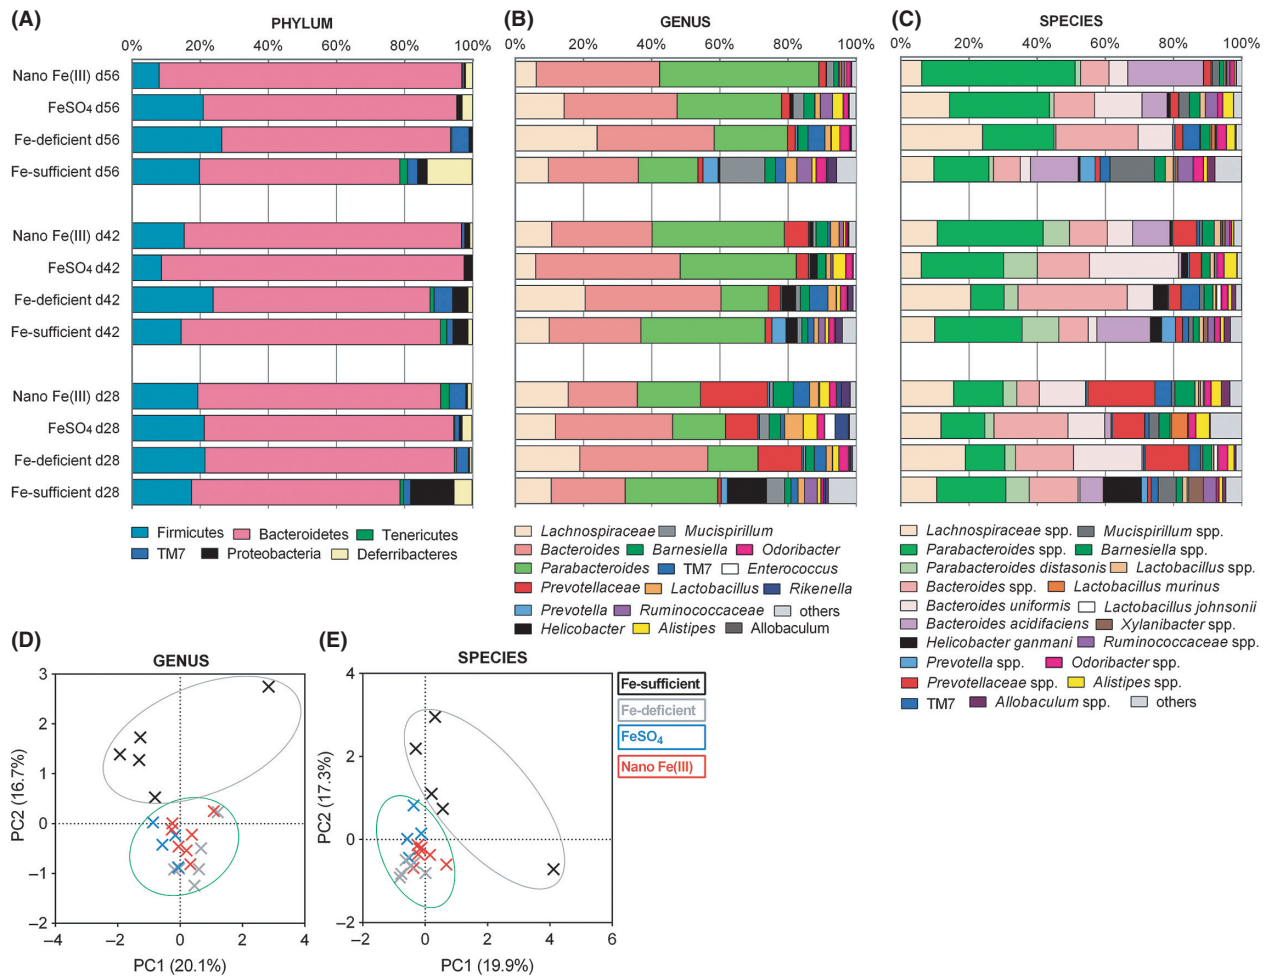 (A)
PHYLUM
0% 20% 40% 60% 80% 100%
Nano Fe(III) d56
FeSO₄ d56
Fe-deficient d56
Fe-sufficient d56
Nano Fe(III) d42
FeSO₄ d42
Fe-deficient d42
Fe-sufficient d42
Nano Fe(III) d28
FeSO₄ d28
Fe-deficient d28
Fe-sufficient d28
Firmicutes Bacteroidetes Tenericutes
TM7 Proteobacteria Deferribacteres
(B)
GENUS
0% 20% 40% 60% 80% 100%
Lachnospiraceae Mucispirillum
Bacteroides Barnesiella Odoribacter
Parabacteroides TM7 Enterococcus
Prevotellaceae Lactobacillus Rikenella
Prevotella Ruminococcaceae others
Helicobacter Alistipes Allobaculum
(C)
SPECIES
0% 20% 40% 60% 80% 100%
Lachnospiraceae spp. Mucispirillum spp.
Parabacteroides spp. Barnesiella spp.
Parabacteroides distasonis Lactobacillus spp.
Bacteroides spp. Lactobacillus murinus
Bacteroides uniformis Lactobacillus johnsonii
Bacteroides acidifaciens Xylanibacter spp.
Helicobacter ganmani Ruminococcaceae spp.
Prevotella spp. Odoribacter spp.
Prevotellaceae spp. Alistipes spp.
TM7 Allobaculum spp. others
(D)
GENUS
3
2
1
0
–1
–2
–4 –2 0 2 4
PC2 (16.7%)
PC1 (20.1%)
(E)
SPECIES
4
2
0
–2
–2 0 2 4 6
PC2 (17.3%)
PC1 (19.9%)
Fe-sufficient
Fe-deficient
FeSO₄
Nano Fe(III)